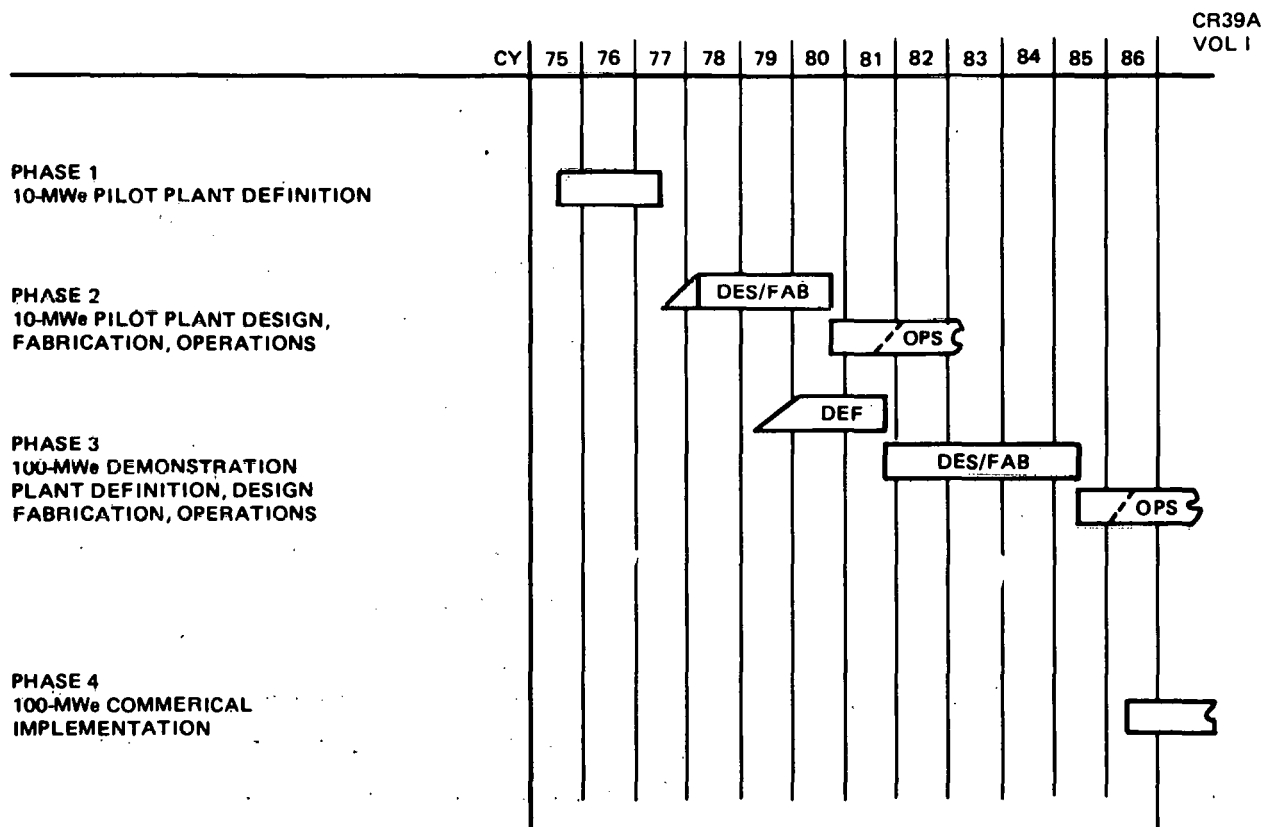 CR39A
VOL I
CY 75 76 77 78 79 80 81 82 83 84 85 86
PHASE 1
10-MWe PILOT PLANT DEFINITION
PHASE 2
10-MWe PILOT PLANT DESIGN,
FABRICATION, OPERATIONS
DES/FAB
OPS
PHASE 3
100-MWe DEMONSTRATION
PLANT DEFINITION, DESIGN
FABRICATION, OPERATIONS
DEF
DES/FAB
OPS
PHASE 4
100-MWe COMMERICAL
IMPLEMENTATION